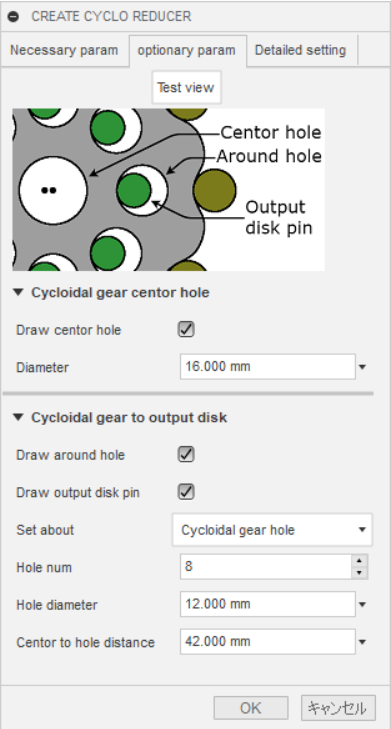 CREATE CYCLO REDUCER
Necessary param optionary param Detailed setting
Test view
Centor hole
Around hole
Output
disk pin
Cycloidal gear centor hole
Draw centor hole
Diameter 16.000 mm
Cycloidal gear to output disk
Draw around hole
Draw output disk pin
Set about Cycloidal gear hole
Hole num 8
Hole diameter 12.000 mm
Centor to hole distance 42.000 mm
OK キャンセル